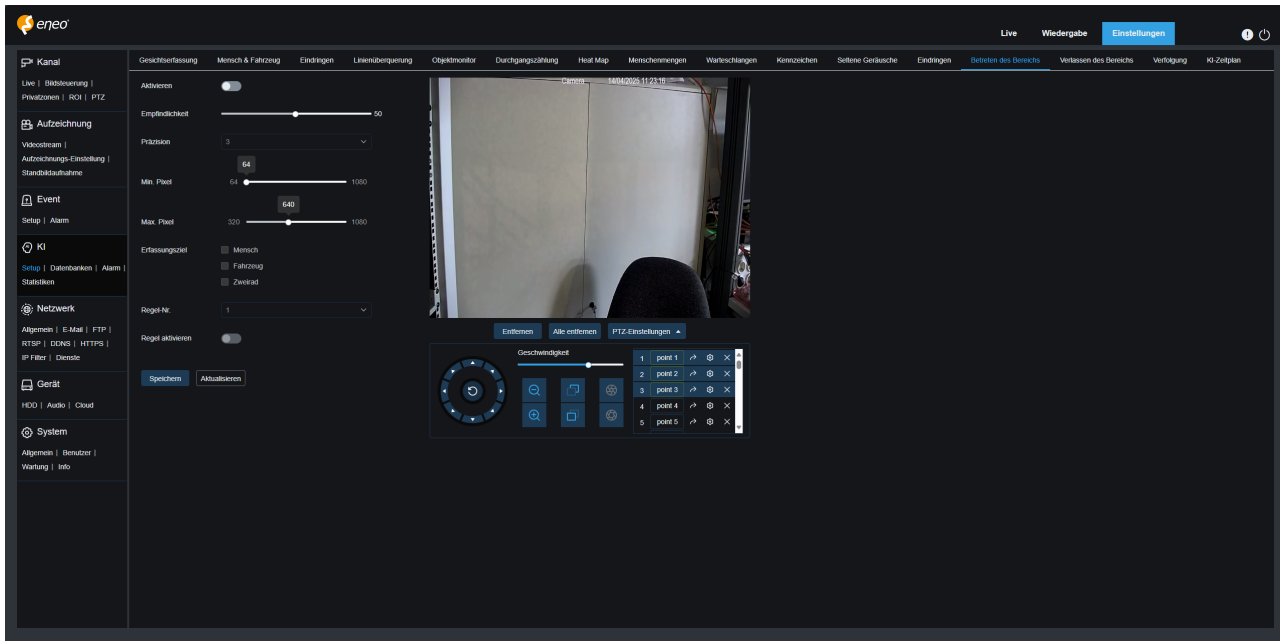 eneo
Live Wiedergabe Einstellungen
Kanal
Live | Bildsteuerung |
Privatzonen | ROI | PTZ
Aufzeichnung
Videostream |
Aufzeichnungs-Einstellung |
Standbildaufnahme
Event
Setup | Alarm
KI
Setup | Datenbanken | Alarm |
Statistiken
Netzwerk
Allgemein | E-Mail | FTP |
RTSP | DDNS | HTTPS |
IP Filter | Dienste
Gerät
HDD | Audio | Cloud
System
Allgemein | Benutzer |
Wartung | Info
Gesichtserfassung Mensch & Fahrzeug Eindringen Linienüberquerung Objektmonitor Durchgangszählung Heat Map Menschenmengen Warteschlangen Kennzeichen Seltene Geräusche Eindringen Betreten des Bereichs Verlassen des Bereichs Verfolgung KI-Zeitplan
Aktivieren
Empfindlichkeit 50
Präzision 3
64
Min. Pixel 64 1080
640
Max. Pixel 320 1080
Erfassungsziel Mensch
Fahrzeug
Zweirad
Regel-Nr. 1
Regel aktivieren
Speichern Aktualisieren
Camera 14/04/2025 11:23:16
Entfernen Alle entfernen PTZ-Einstellungen
Geschwindigkeit
1 point 1
2 point 2
3 point 3
4 point 4
5 point 5